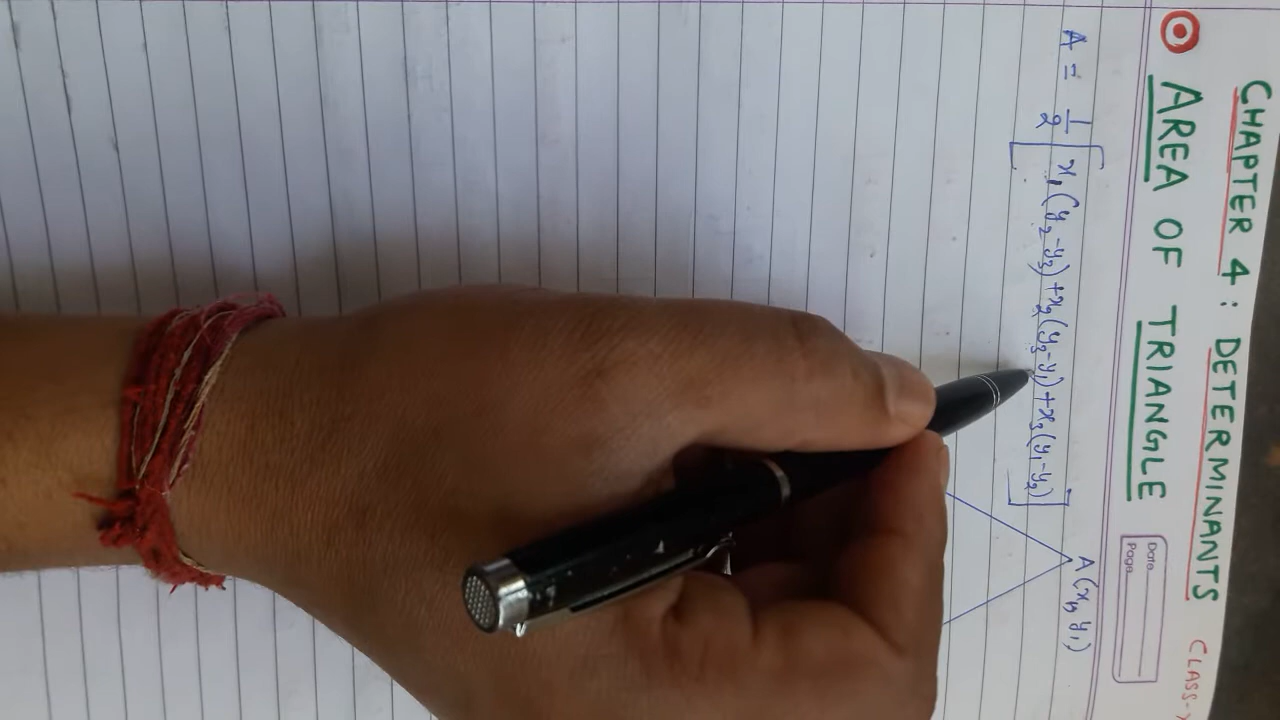 CHAPTER 4 : DETERMINANTS
CLASS-
AREA OF TRIANGLE
Date
Page
A = 1/2 [x₁(y₂-y₃)+x₂(y₃-y₁)+x₃(y₁-y₂)]
A(x₁, y₁)